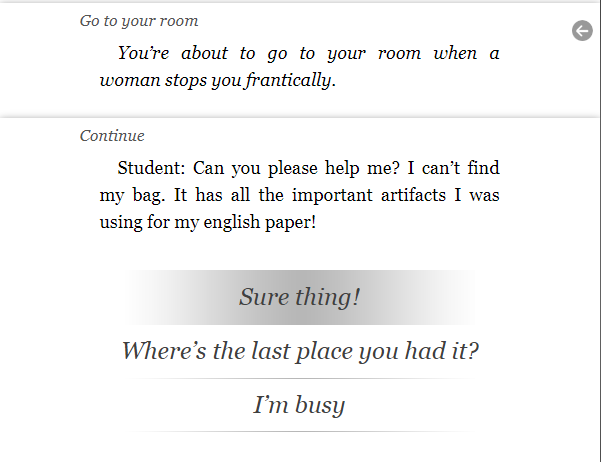 Go to your room
You’re about to go to your room when a
woman stops you frantically.
Continue
Student: Can you please help me? I can’t find
my bag. It has all the important artifacts I was
using for my english paper!
Sure thing!
Where’s the last place you had it?
I’m busy